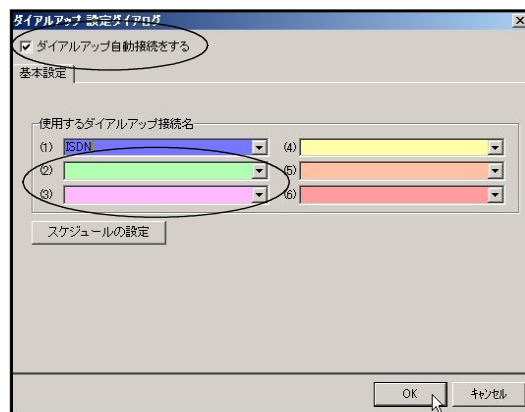 ダイアルアップ 設定ダイアログ
ダイアルアップ自動接続をする
基本設定
使用するダイアルアップ接続名
(1) ISDN
(2)
(3)
(4)
(5)
(6)
スケジュールの設定
OK
キャンセル